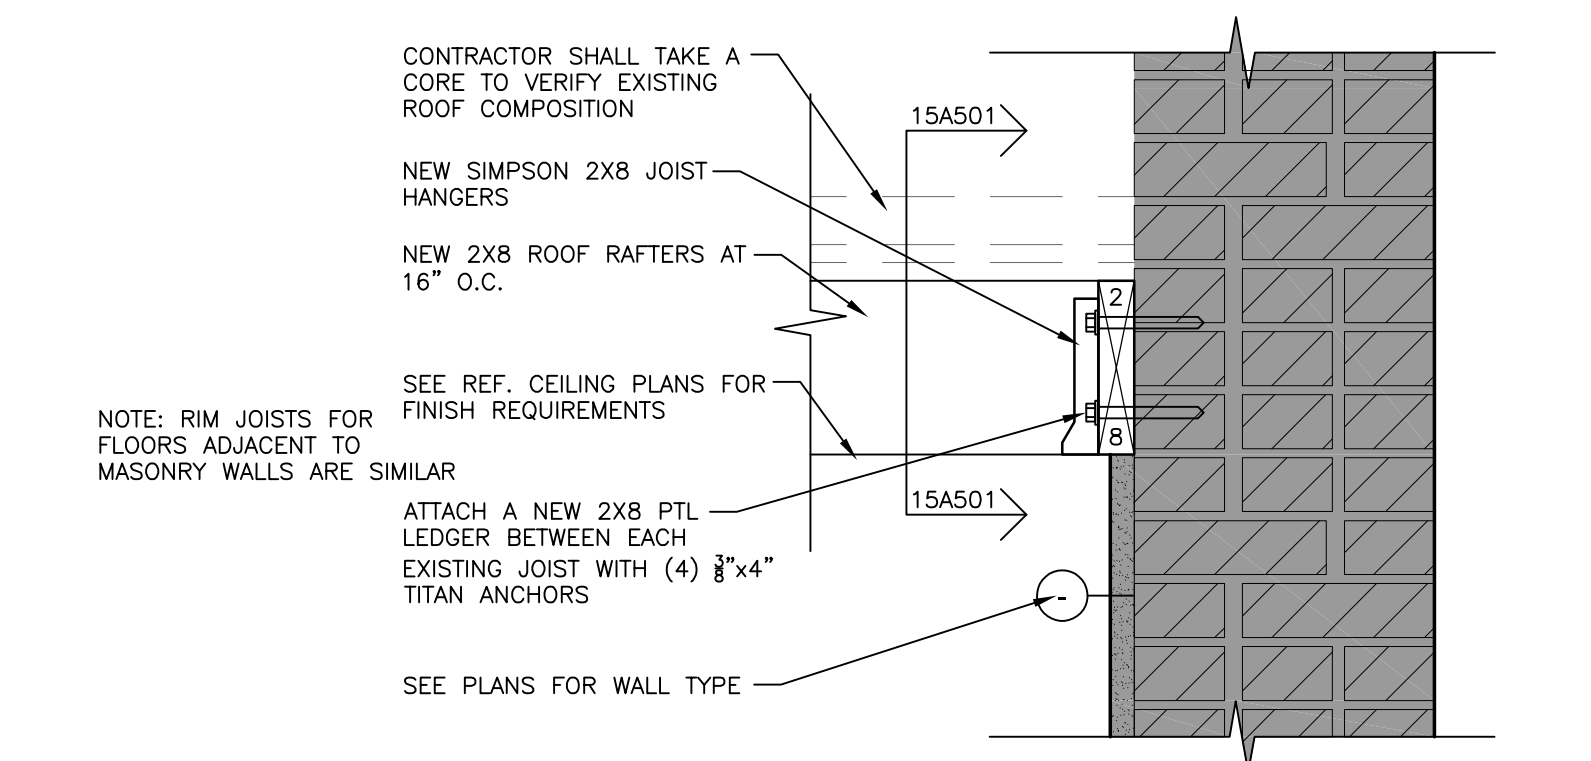 CONTRACTOR SHALL TAKE A
CORE TO VERIFY EXISTING
ROOF COMPOSITION
15A501
NEW SIMPSON 2X8 JOIST
HANGERS
NEW 2X8 ROOF RAFTERS AT
16" O.C.
2
8
SEE REF. CEILING PLANS FOR
FINISH REQUIREMENTS
NOTE: RIM JOISTS FOR
FLOORS ADJACENT TO
MASONRY WALLS ARE SIMILAR
15A501
ATTACH A NEW 2X8 PTL
LEDGER BETWEEN EACH
EXISTING JOIST WITH (4) 3/8"x4"
TITAN ANCHORS
-
SEE PLANS FOR WALL TYPE